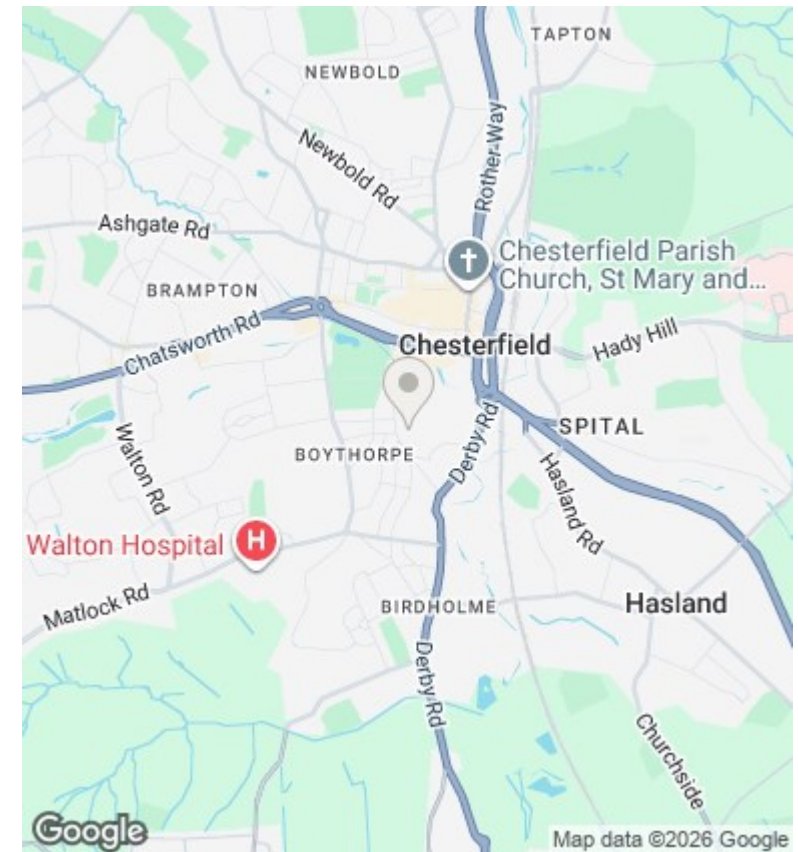 TAPTON
NEWBOLD
Newbold Rd
Rother Way
Ashgate Rd
Chesterfield Parish
Church, St Mary and...
BRAMPTON
Chatsworth Rd
Chesterfield
Hady Hill
Walton Rd
Derby Rd
SPITAL
BOYTHORPE
Hasland Rd
Walton Hospital
H
Matlock Rd
BIRDHOLME
Hasland
Derby Rd
Churchside
Google
Map data ©2026 Google